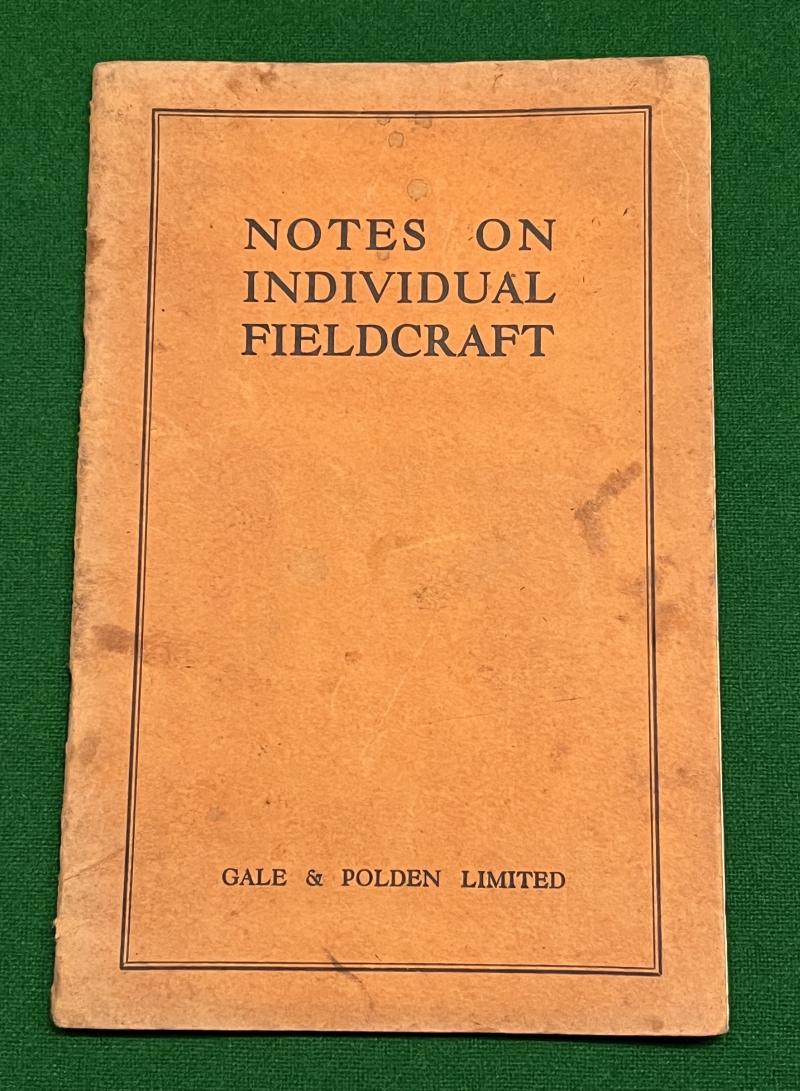 NOTES ON
INDIVIDUAL
FIELDCRAFT
GALE & POLDEN LIMITED